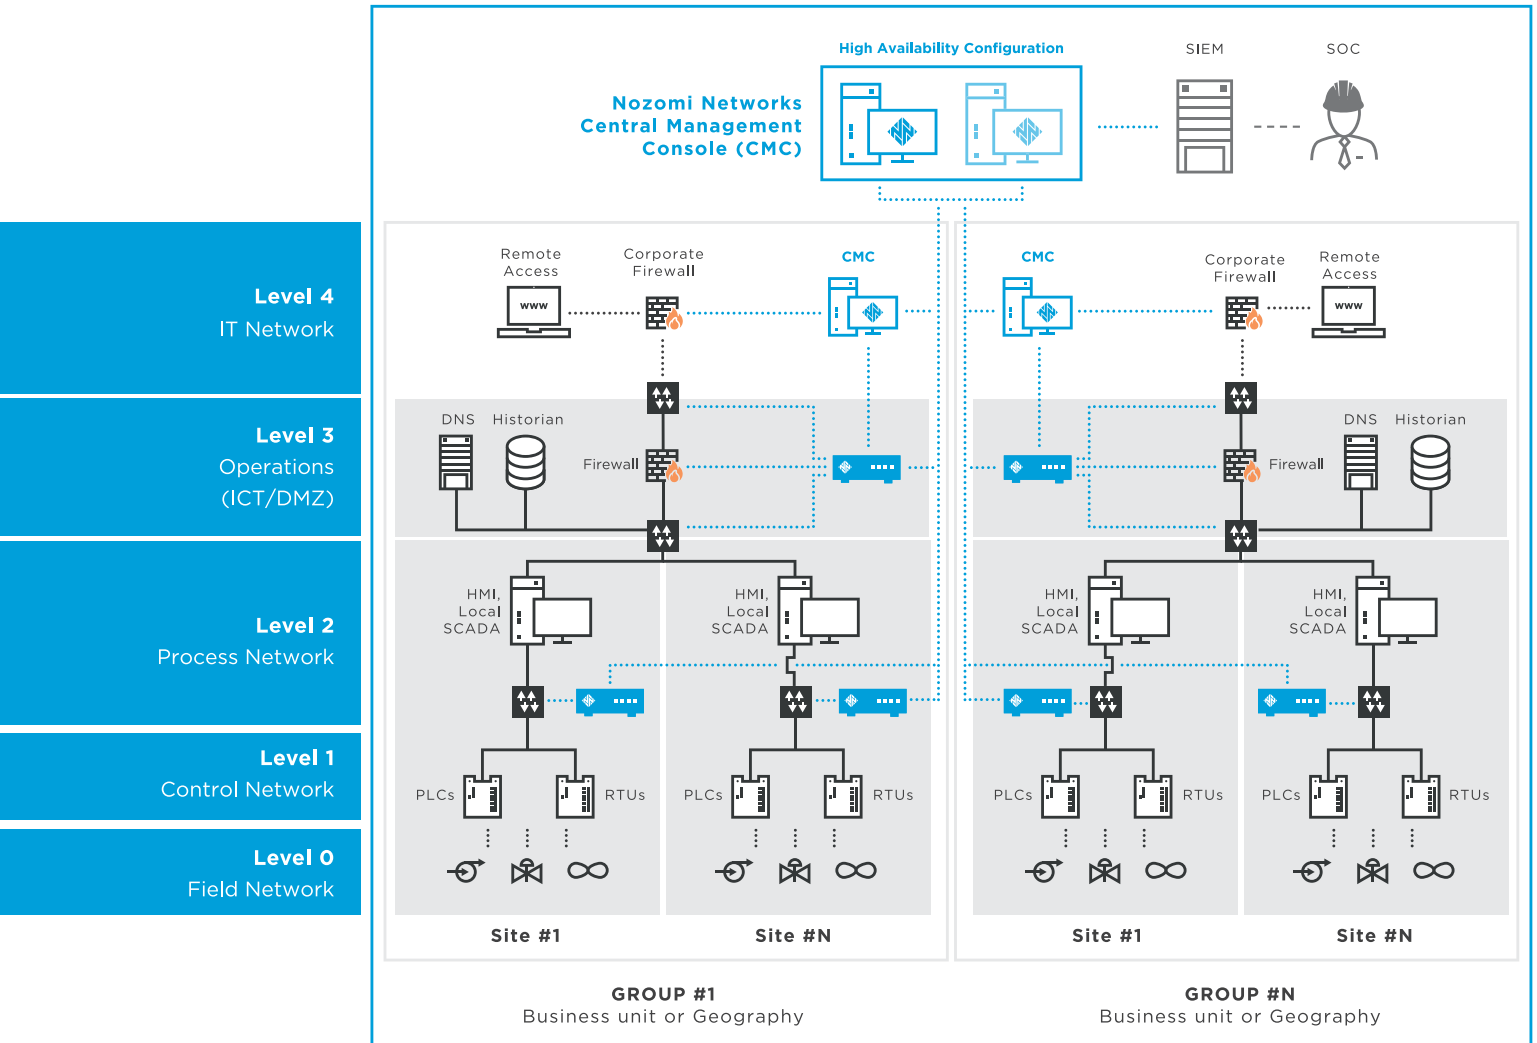 High Availability Configuration
SIEM
SOC
Nozomi Networks
Central Management
Console (CMC)
Level 4
IT Network
Remote
Access
www
Corporate
Firewall
CMC
CMC
Corporate
Firewall
Remote
Access
www
Level 3
Operations
(ICT/DMZ)
DNS
Historian
Firewall
Firewall
DNS
Historian
Level 2
Process Network
HMI,
Local
SCADA
HMI,
Local
SCADA
HMI,
Local
SCADA
HMI,
Local
SCADA
Level 1
Control Network
PLCs
RTUs
PLCs
RTUs
PLCs
RTUs
PLCs
RTUs
Level 0
Field Network
Site #1
Site #N
Site #1
Site #N
GROUP #1
Business unit or Geography
GROUP #N
Business unit or Geography